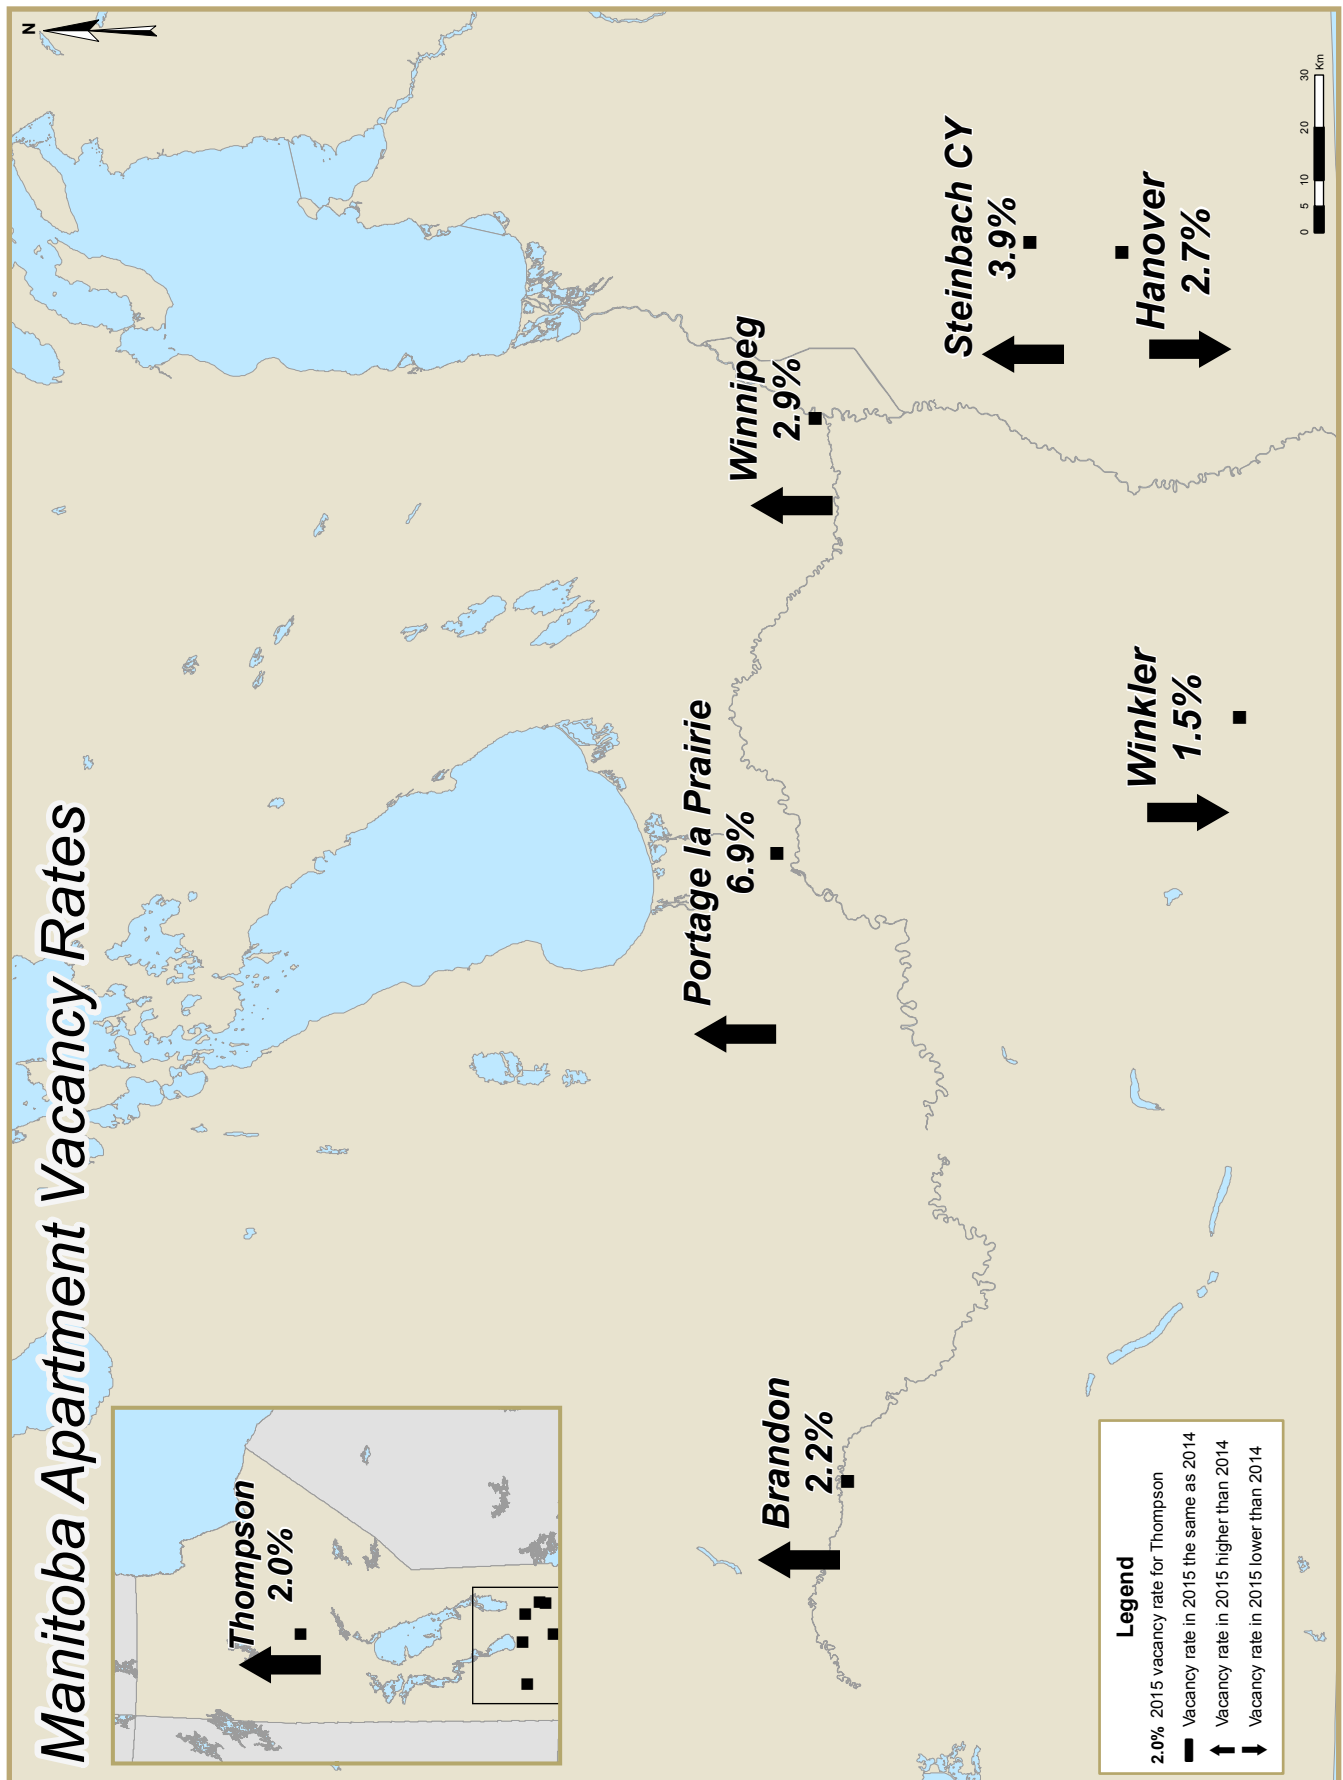 Manitoba Apartment Vacancy Rates
N
Thompson
2.0%
Brandon
2.2%
Portage la Prairie
6.9%
Winnipeg
2.9%
Steinbach CY
3.9%
Hanover
2.7%
Winkler
1.5%
Legend
2.0% 2015 vacancy rate for Thompson
Vacancy rate in 2015 the same as 2014
Vacancy rate in 2015 higher than 2014
Vacancy rate in 2015 lower than 2014
0 5 10 20 30
Km